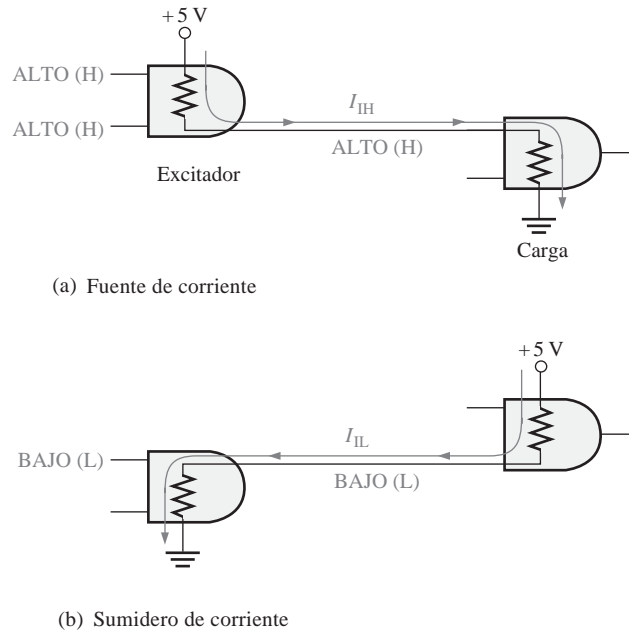 +5 V
ALTO (H)
ALTO (H)
I_IH
ALTO (H)
Excitador
Carga
(a) Fuente de corriente
+5 V
I_IL
BAJO (L)
BAJO (L)
(b) Sumidero de corriente